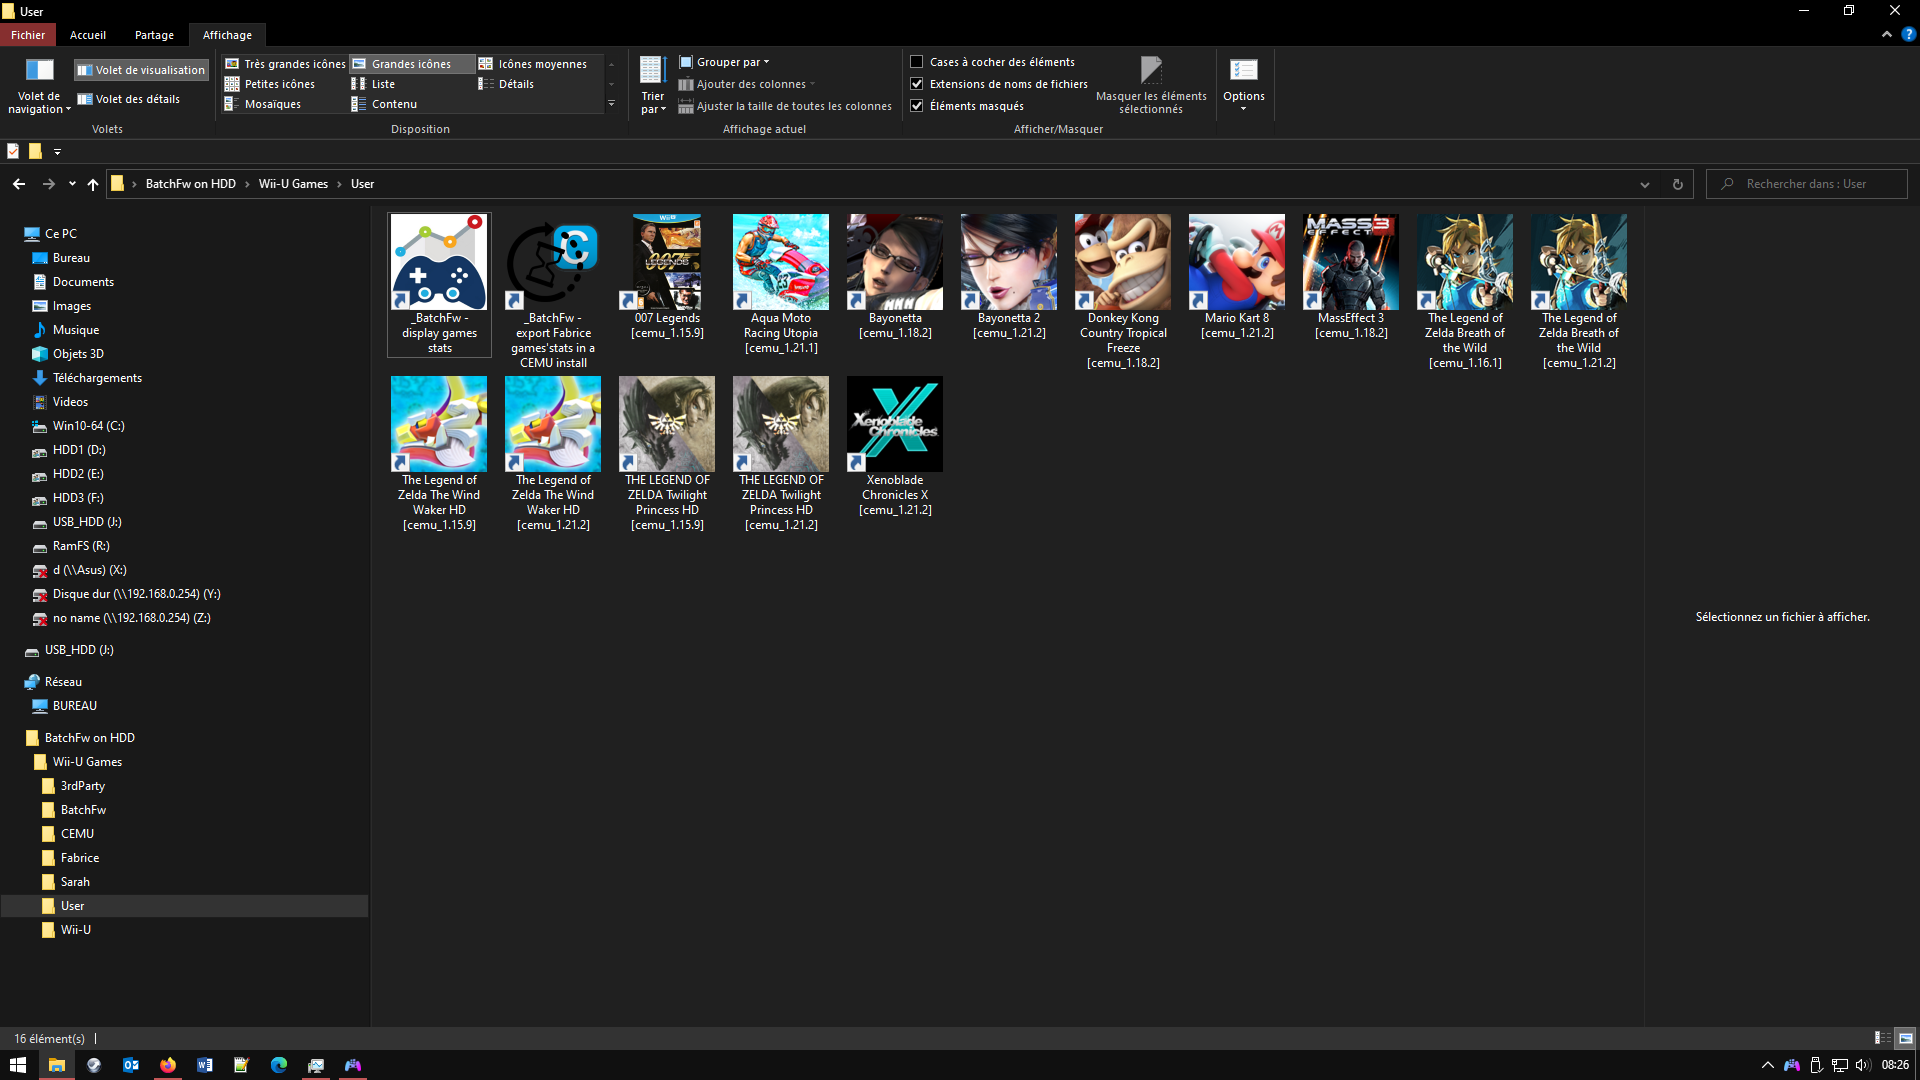 User
Fichier
Accueil
Partage
Affichage
Volet de navigation
Volet de visualisation
Volet des détails
Volets
Très grandes icônes
Grandes icônes
Icônes moyennes
Petites icônes
Liste
Détails
Mosaïques
Contenu
Disposition
Trier par
Grouper par
Ajouter des colonnes
Ajuster la taille de toutes les colonnes
Affichage actuel
Cases à cocher des éléments
Extensions de noms de fichiers
Éléments masqués
Masquer les éléments
sélectionnés
Afficher/Masquer
Options
BatchFw on HDD > Wii-U Games > User
Rechercher dans : User
Ce PC
Bureau
Documents
Images
Musique
Objets 3D
Téléchargements
Videos
Win10-64 (C:)
HDD1 (D:)
HDD2 (E:)
HDD3 (F:)
USB_HDD (J:)
RamFS (R:)
d (\\Asus) (X:)
Disque dur (\\192.168.0.254) (Y:)
no name (\\192.168.0.254) (Z:)
USB_HDD (J:)
Réseau
BUREAU
BatchFw on HDD
Wii-U Games
3rdParty
BatchFw
CEMU
Fabrice
Sarah
User
Wii-U
_BatchFw -
display games
stats
_BatchFw -
export Fabrice
games'stats in a
CEMU install
Wii U
007
LEGENDS
007 Legends
[cemu_1.15.9]
Aqua Moto
Racing Utopia
[cemu_1.21.1]
Bayonetta
[cemu_1.18.2]
Bayonetta 2
[cemu_1.21.2]
Donkey Kong
Country Tropical
Freeze
[cemu_1.18.2]
Mario Kart 8
[cemu_1.21.2]
MASS 3
EFFECT
MassEffect 3
[cemu_1.18.2]
The Legend of
Zelda Breath of
the Wild
[cemu_1.16.1]
The Legend of
Zelda Breath of
the Wild
[cemu_1.21.2]
The Legend of
Zelda The Wind
Waker HD
[cemu_1.15.9]
The Legend of
Zelda The Wind
Waker HD
[cemu_1.21.2]
THE LEGEND OF
ZELDA Twilight
Princess HD
[cemu_1.15.9]
THE LEGEND OF
ZELDA Twilight
Princess HD
[cemu_1.21.2]
X
Xenoblade
Chronicles
Xenoblade
Chronicles X
[cemu_1.21.2]
Sélectionnez un fichier à afficher.
16 élément(s)
08:26